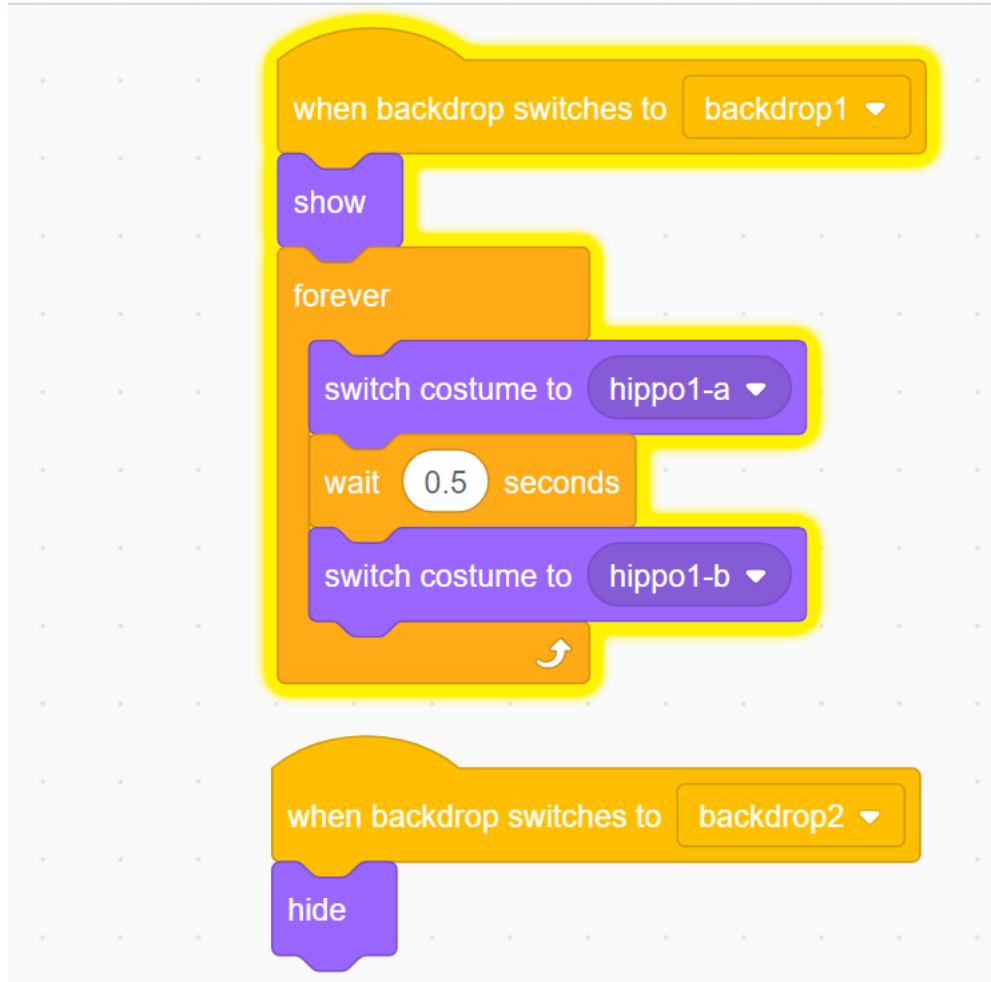 when backdrop switches to backdrop1
show
forever
switch costume to hippo1-a
wait 0.5 seconds
switch costume to hippo1-b
when backdrop switches to backdrop2
hide